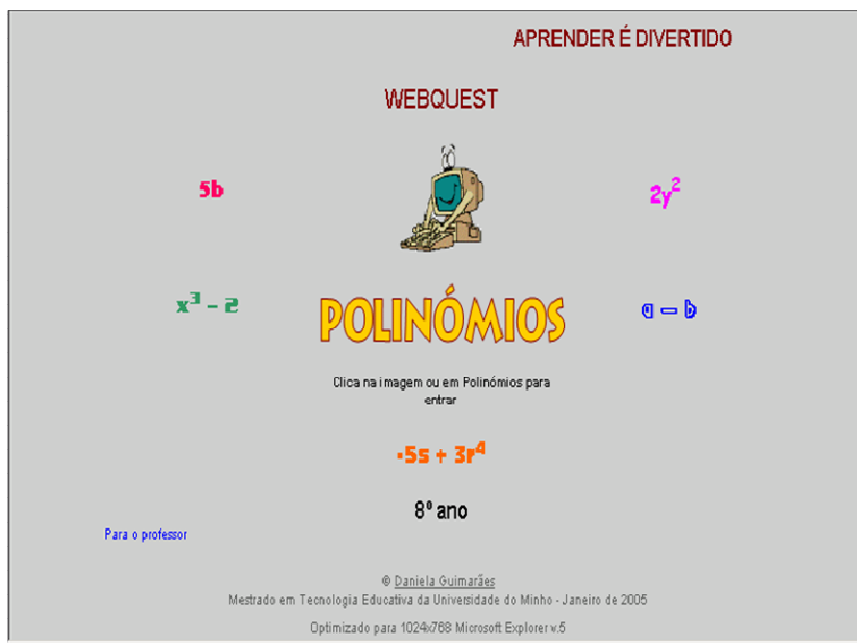 APRENDER É DIVERTIDO
WEBQUEST
5b
2y²
x³ - 2
POLINÓMIOS
a - b
Clica na imagem ou em Polinómios para
entrar
-5s + 3r⁴
8º ano
Para o professor
© Daniela Guimarães
Mestrado em Tecnologia Educativa da Universidade do Minho - Janeiro de 2005
Optimizado para 1024x768 Microsoft Explorer v.5